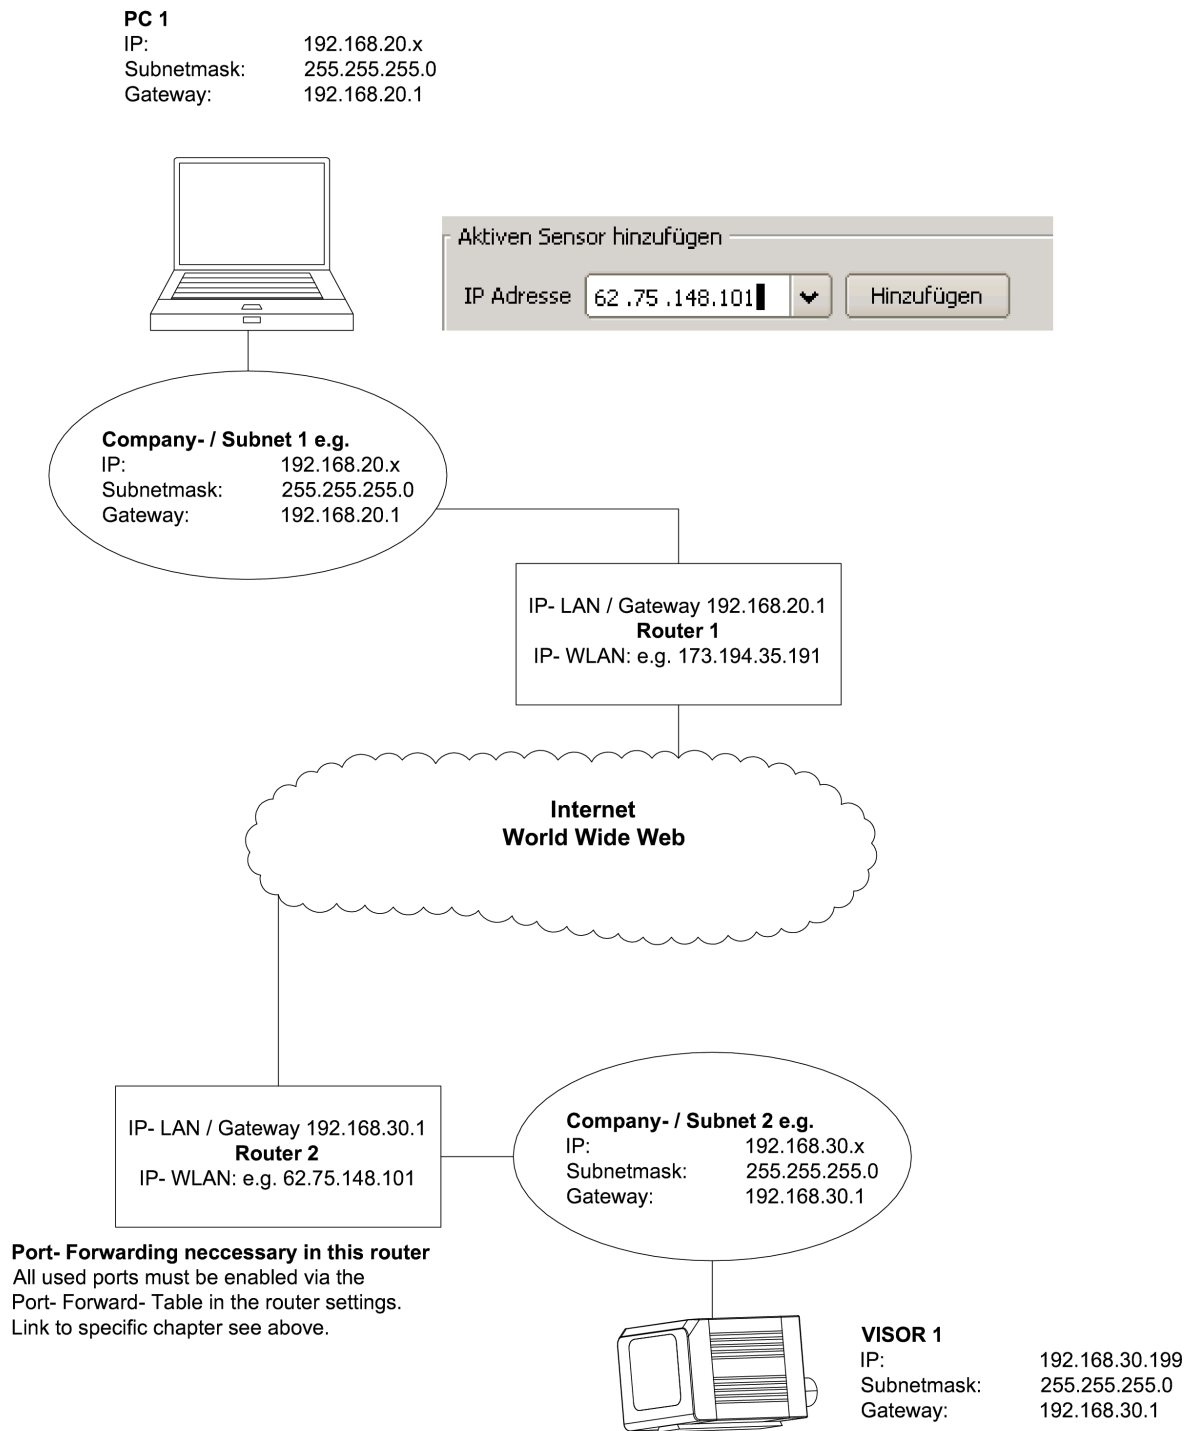 PC 1
IP: 192.168.20.x
Subnetmask: 255.255.255.0
Gateway: 192.168.20.1
Aktiven Sensor hinzufügen
IP Adresse 62 .75 .148.101 Hinzufügen
Company- / Subnet 1 e.g.
IP: 192.168.20.x
Subnetmask: 255.255.255.0
Gateway: 192.168.20.1
IP- LAN / Gateway 192.168.20.1
Router 1
IP- WLAN: e.g. 173.194.35.191
Internet
World Wide Web
IP- LAN / Gateway 192.168.30.1
Router 2
IP- WLAN: e.g. 62.75.148.101
Company- / Subnet 2 e.g.
IP: 192.168.30.x
Subnetmask: 255.255.255.0
Gateway: 192.168.30.1
Port- Forwarding neccessary in this router
All used ports must be enabled via the
Port- Forward- Table in the router settings.
Link to specific chapter see above.
VISOR 1
IP: 192.168.30.199
Subnetmask: 255.255.255.0
Gateway: 192.168.30.1